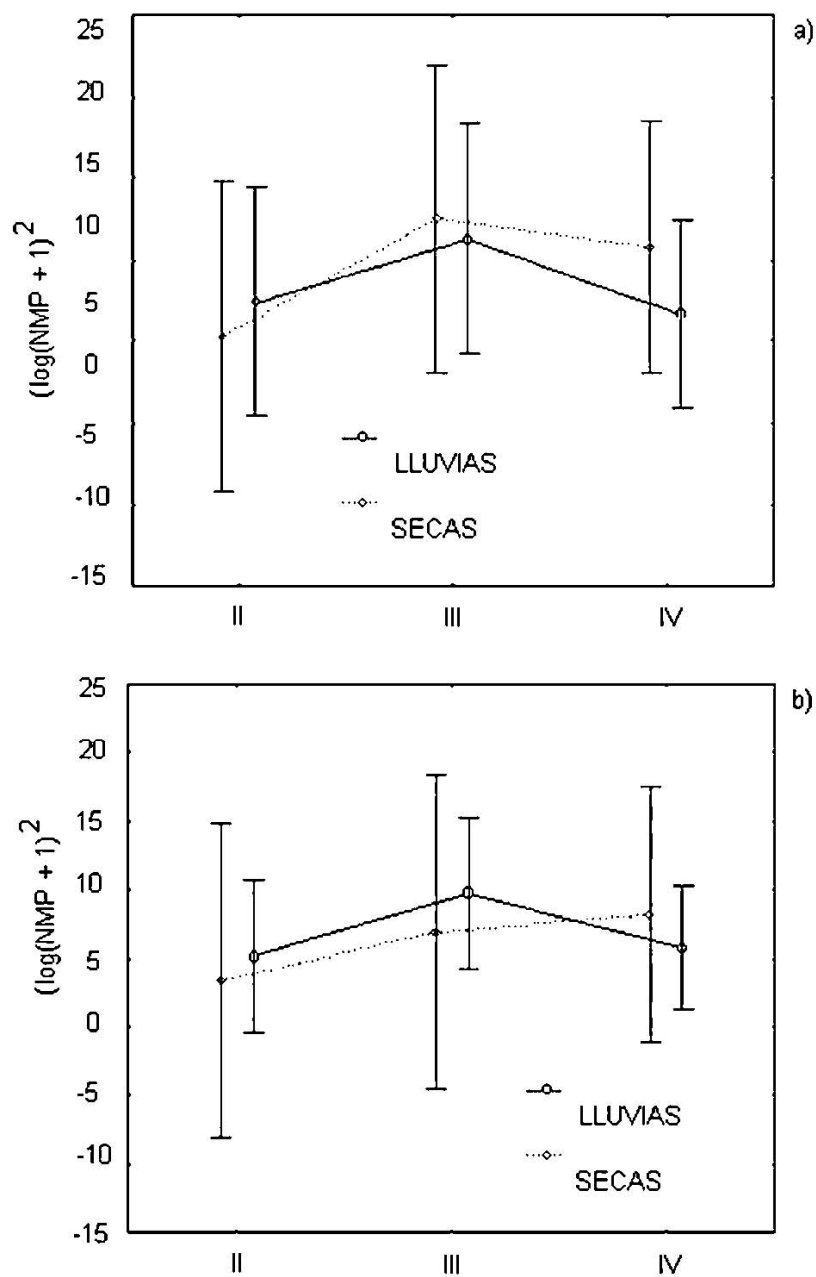 a)
25
20
15
10
5
0
-5
-10
-15
(log(NMP + 1)²
LLUVIAS
SECAS
II III IV
b)
25
20
15
10
5
0
-5
-10
-15
(log(NMP + 1)²
LLUVIAS
SECAS
II III IV